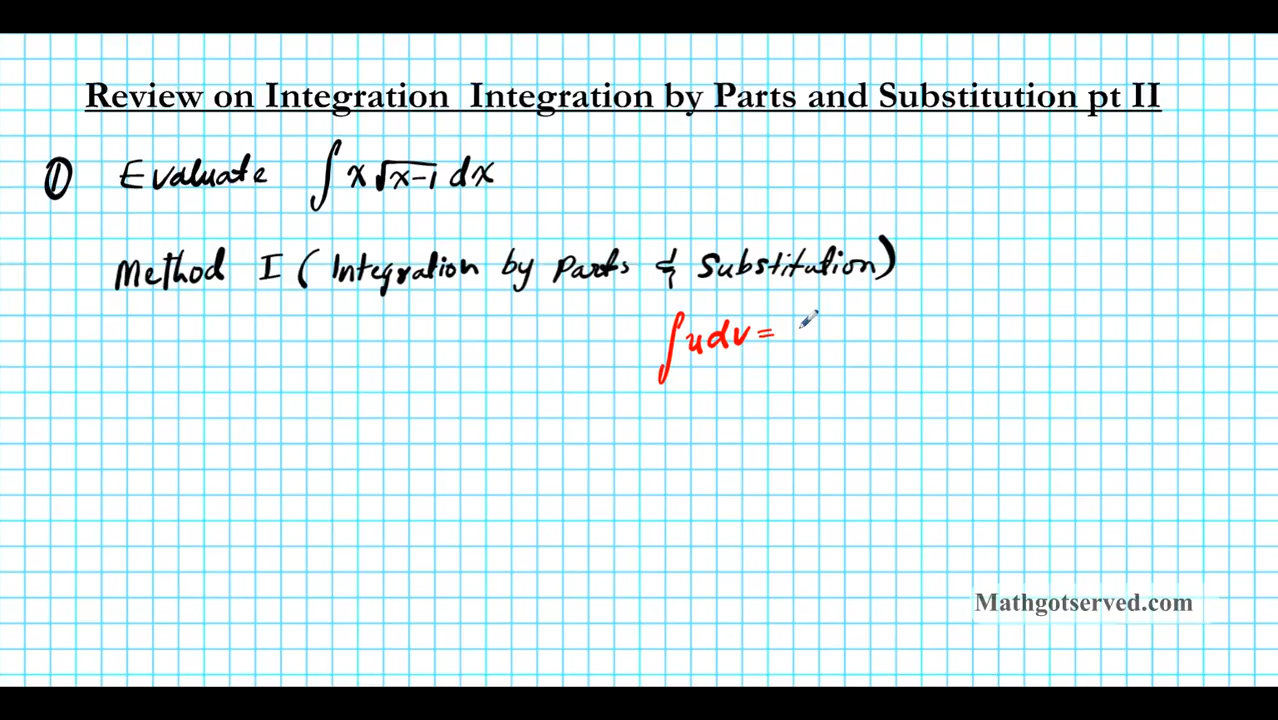 Review on Integration Integration by Parts and Substitution pt II
① Evaluate ∫ x √x-1 dx
Method I ( Integration by Parts & Substitution)
∫ u dv =
Mathgotserved.com